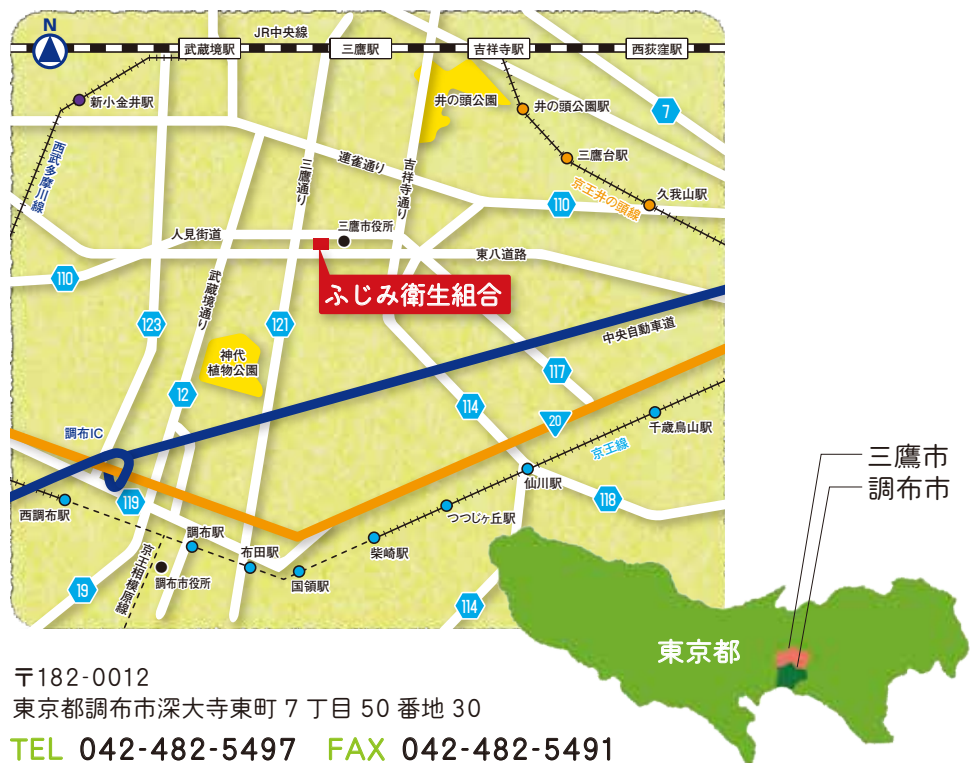 N
JR中央線
武蔵境駅
三鷹駅
吉祥寺駅
西荻窪駅
新小金井駅
井の頭公園
井の頭公園駅
7
西武多摩川線
三鷹通り
連雀通り
吉祥寺通り
三鷹台駅
京王井の頭線
久我山駅
110
人見街道
三鷹市役所
東八道路
110
武蔵境通り
ふじみ衛生組合
123
121
中央自動車道
神代
植物公園
117
12
114
20
調布IC
千歳烏山駅
京王線
仙川駅
119
118
西調布駅
つつじヶ丘駅
調布駅
布田駅
柴崎駅
京王相模原線
調布市役所
国領駅
19
114
三鷹市
調布市
東京都
〒182-0012
東京都調布市深大寺東町 7 丁目 50 番地 30
TEL 042-482-5497 FAX 042-482-5491